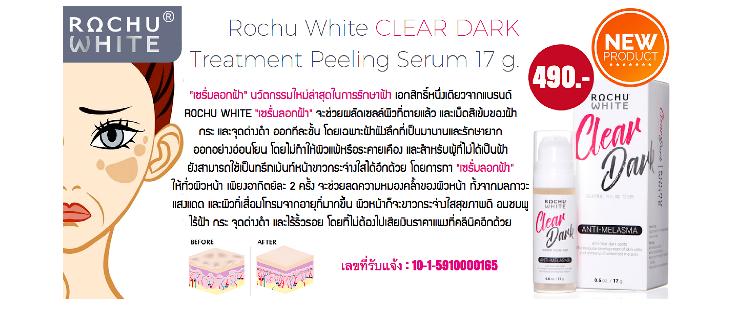 ROCHU®
WHITE
Rochu White CLEAR DARK
Treatment Peeling Serum 17 g.
NEW
PRODUCT
490.-
"เซรั่มลอกฝ้า" นวัตกรรมใหม่ล่าสุดในการรักษาฝ้า เอกสิทธิ์หนึ่งเดียวจากแบรนด์
ROCHU WHITE "เซรั่มลอกฝ้า" จะช่วยผลัดเซลล์ผิวที่ตายแล้ว และเม็ดสีเข้มของฝ้า
กระ และจุดด่างดำ ออกทีละชั้น โดยเฉพาะฝ้าฝังลึกที่เป็นมานานและรักษายาก
ออกอย่างอ่อนโยน โดยไม่ทำให้ผิวแพ้หรือระคายเคือง และสำหรับผู้ที่ไม่ได้เป็นฝ้า
ยังสามารถใช้เป็นทรีทเม้นท์หน้าขาวกระจ่างใสได้อีกด้วย โดยการทา "เซรั่มลอกฝ้า"
ให้ทั่วผิวหน้า เพียงอาทิตย์ละ 2 ครั้ง จะช่วยลดความหมองคล้ำของผิวหน้า ทั้งจากมลภาวะ
แสงแดด และผิวที่เสื่อมโทรมจากอายุที่มากขึ้น ผิวหน้าก็จะขาวกระจ่างใสสุขภาพดี อมชมพู
ไร้ฝ้า กระ จุดด่างดำ และไร้ริ้วรอย โดยที่ไม่ต้องไปเสียเงินราคาแพงที่คลินิคอีกด้วย
BEFORE
AFTER
เลขที่รับแจ้ง : 10-1-5910000165
ROCHU
WHITE
Clear
Dark
ANTI-MELASMA
0.6 oz / 17 g
ROCHU
WHITE
Clear
Dark
ANTI-MELASMA
0.6 oz / 17 g